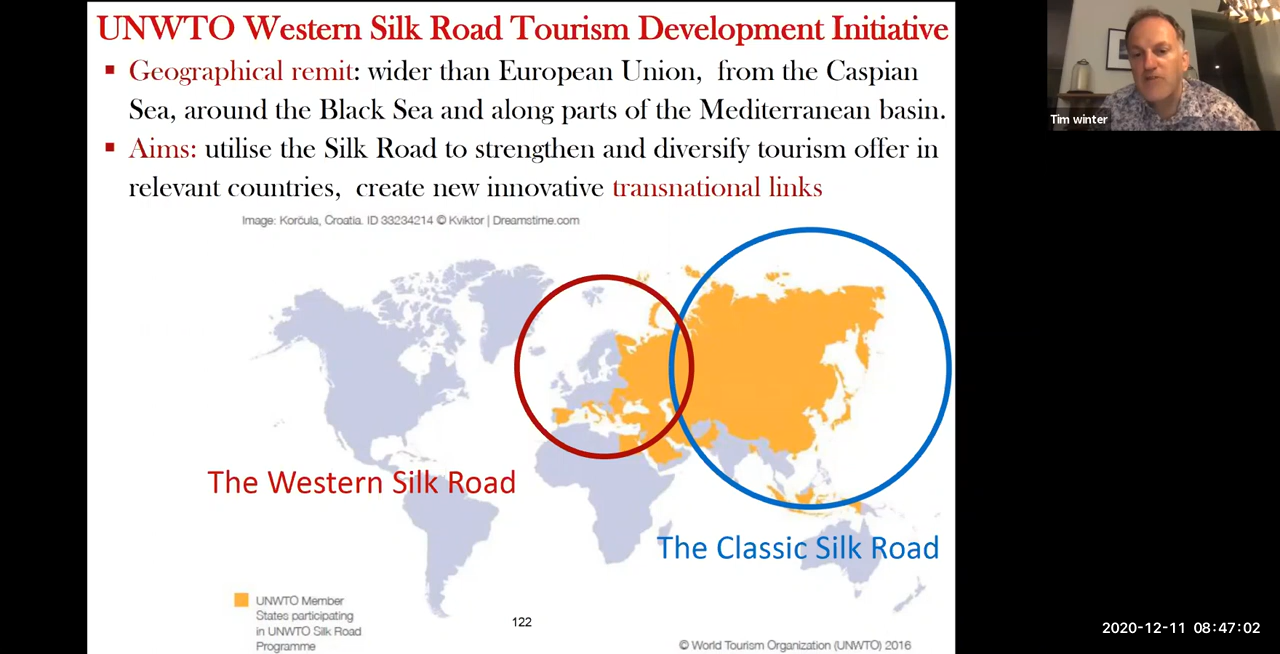 UNWTO Western Silk Road Tourism Development Initiative
▪ Geographical remit: wider than European Union, from the Caspian
Sea, around the Black Sea and along parts of the Mediterranean basin.
▪ Aims: utilise the Silk Road to strengthen and diversify tourism offer in
relevant countries, create new innovative transnational links
Image: Korčula, Croatia. ID 33234214 © Kviktor | Dreamstime.com
The Western Silk Road
The Classic Silk Road
UNWTO Member
States participating
in UNWTO Silk Road
Programme
122
© World Tourism Organization (UNWTO) 2016
Tim winter
2020-12-11 08:47:02